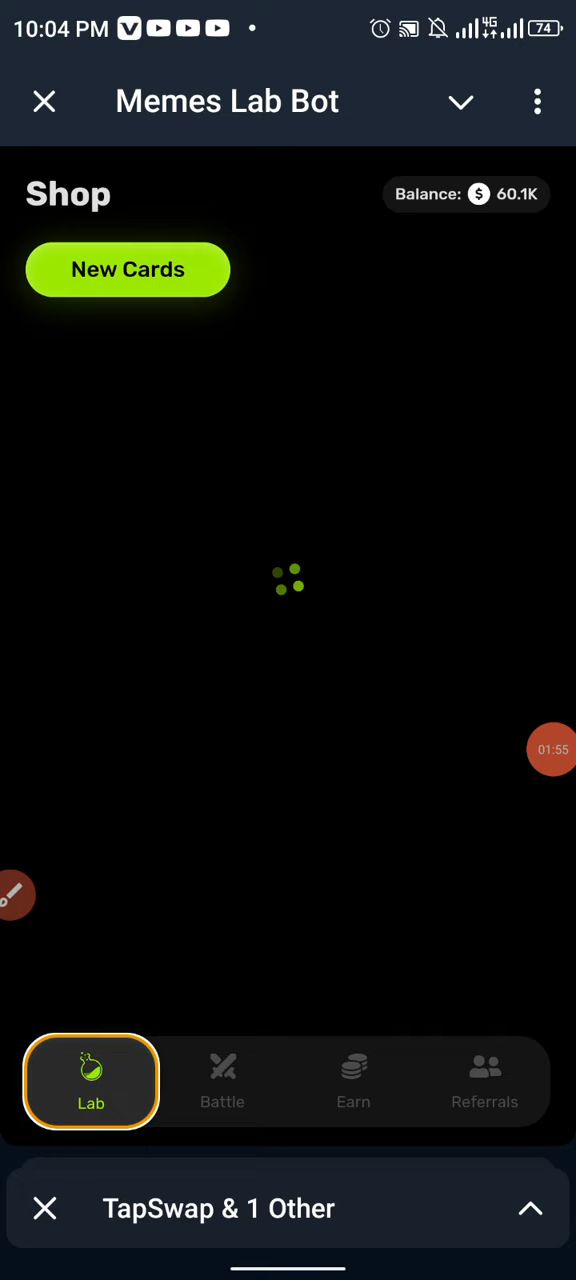 10:04 PM
4G
74
Memes Lab Bot
Shop
Balance: $ 60.1K
New Cards
01:55
Lab
Battle
Earn
Referrals
TapSwap & 1 Other